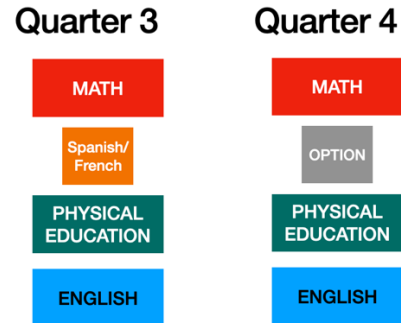 Quarter 3
Quarter 4
MATH
MATH
Spanish/
French
OPTION
PHYSICAL
EDUCATION
PHYSICAL
EDUCATION
ENGLISH
ENGLISH